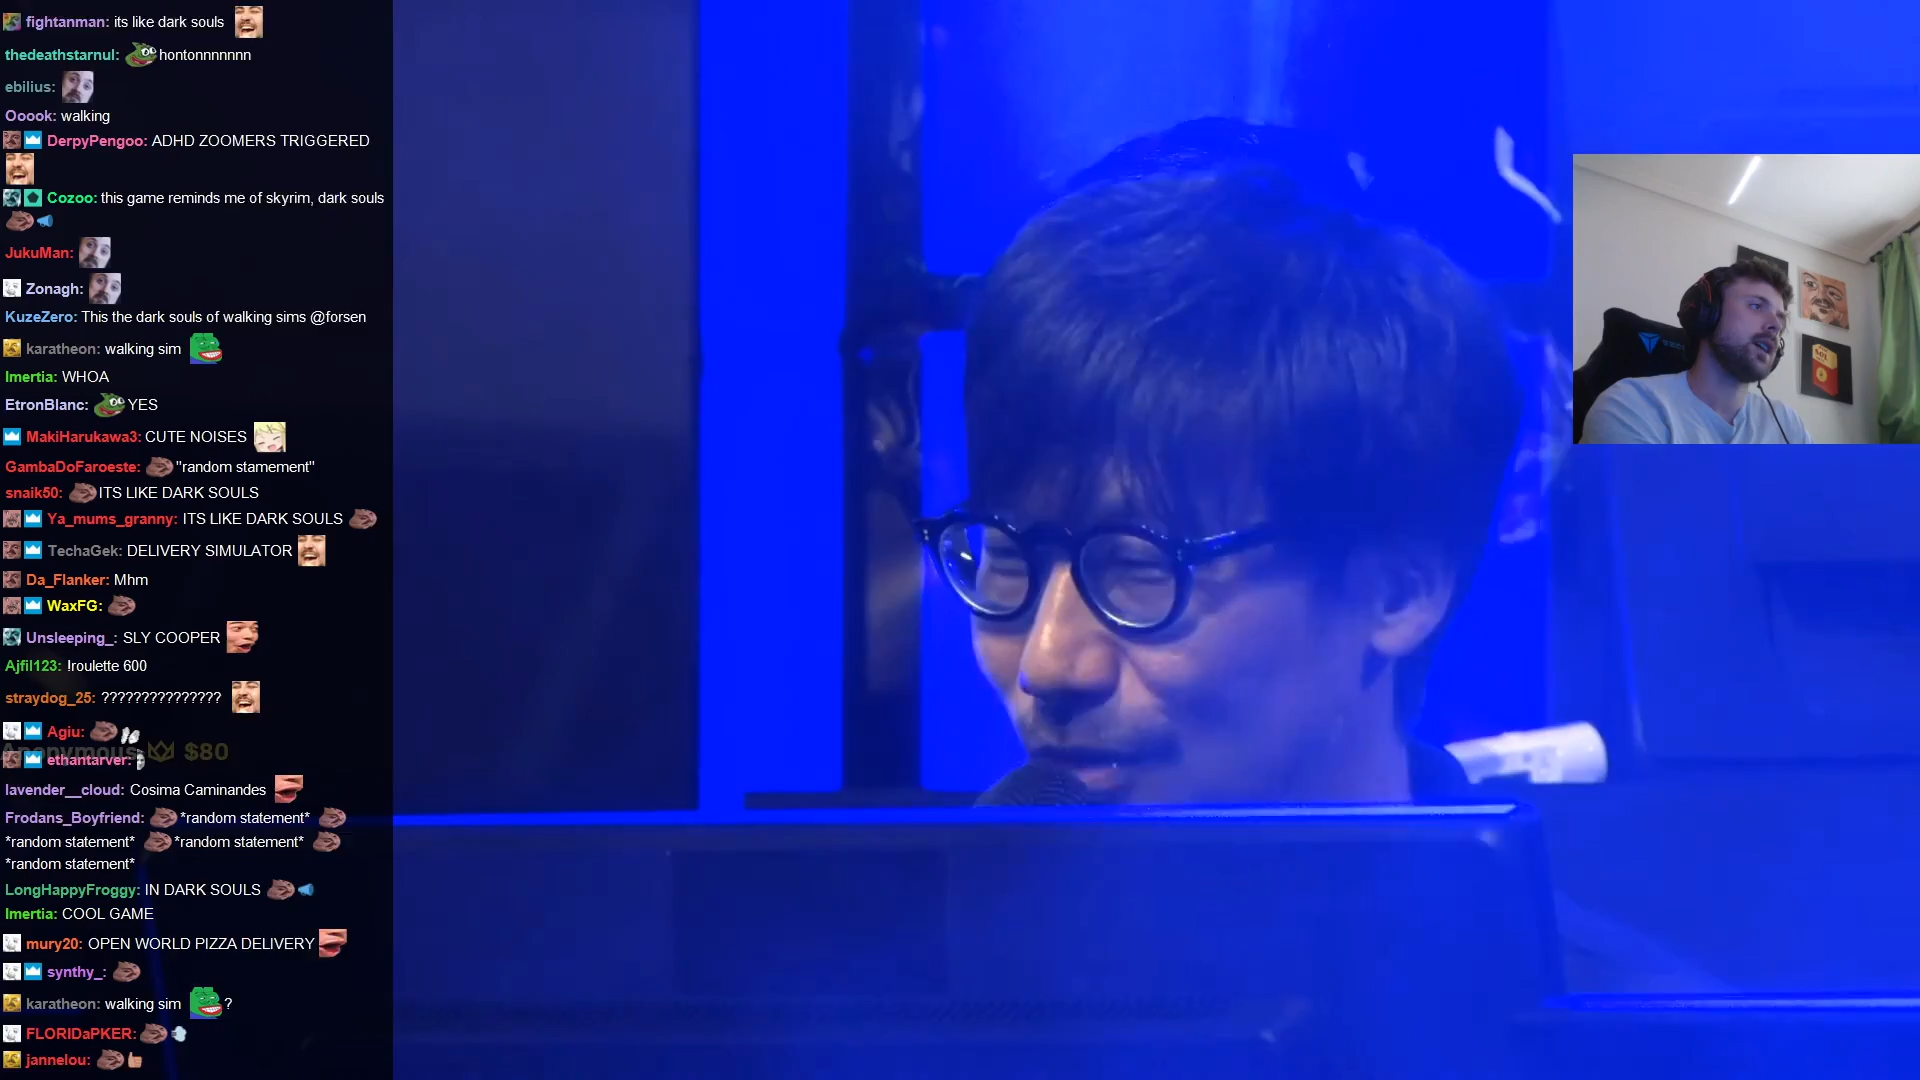 fightanman: its like dark souls
thedeathstarnul: hontonnnnnnn
ebilius:
Ooook: walking
DerpyPengoo: ADHD ZOOMERS TRIGGERED
Cozoo: this game reminds me of skyrim, dark souls
JukuMan:
Zonagh:
KuzeZero: This the dark souls of walking sims @forsen
karatheon: walking sim
Imertia: WHOA
EtronBlanc: YES
MakiHarukawa3: CUTE NOISES
GambaDoFaroeste: "random stamement"
snaik50: ITS LIKE DARK SOULS
Ya_mums_granny: ITS LIKE DARK SOULS
TechaGek: DELIVERY SIMULATOR
Da_Flanker: Mhm
WaxFG:
Unsleeping_: SLY COOPER
Ajfil123: !roulette 600
straydog_25: ???????????????
Agiu:
Anonymous $80
ethantarver:
lavender__cloud: Cosima Caminandes
Frodans_Boyfriend: *random statement*
*random statement* *random statement*
*random statement*
LongHappyFroggy: IN DARK SOULS
Imertia: COOL GAME
mury20: OPEN WORLD PIZZA DELIVERY
synthy_:
karatheon: walking sim ?
FLORIDaPKER:
jannelou: